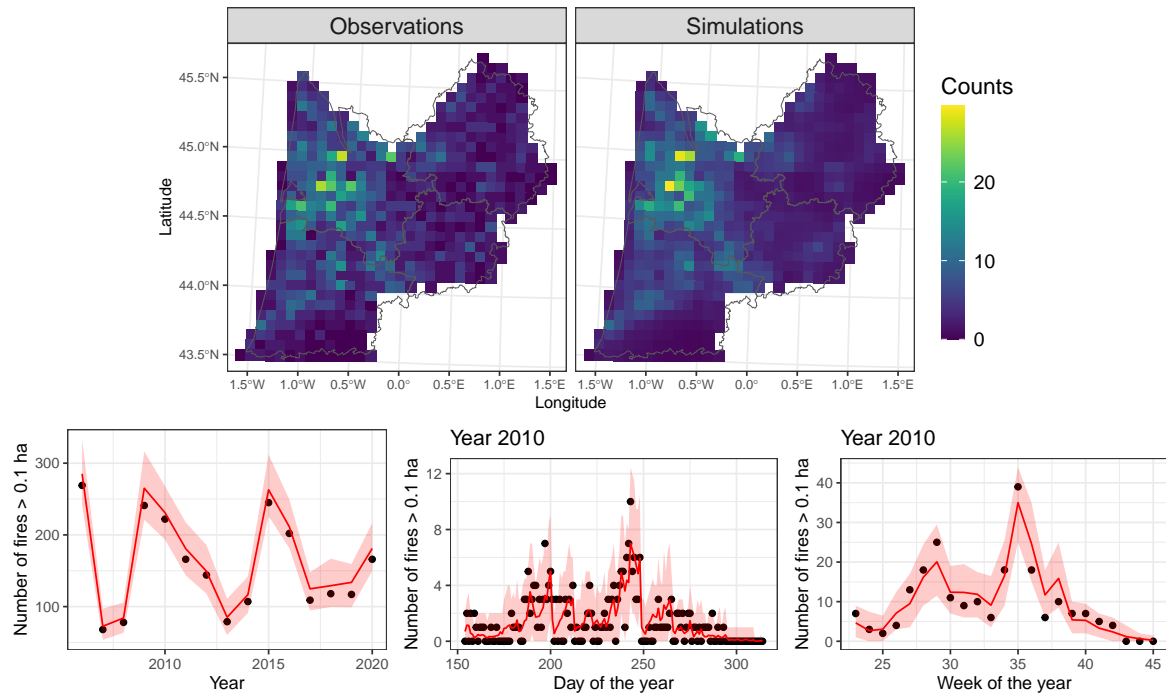 Observations
Simulations
45.5°N
45.0°N
44.5°N
44.0°N
43.5°N
Latitude
1.5°W
1.0°W
0.5°W
0.0°
0.5°E
1.0°E
1.5°E
1.5°W
1.0°W
0.5°W
0.0°
0.5°E
1.0°E
1.5°E
Longitude
Counts
20
10
0
Number of fires > 0.1 ha
300
200
100
2010
2015
2020
Year
Year 2010
Number of fires > 0.1 ha
12
8
4
0
150
200
250
300
Day of the year
Year 2010
Number of fires > 0.1 ha
40
30
20
10
0
25
30
35
40
45
Week of the year